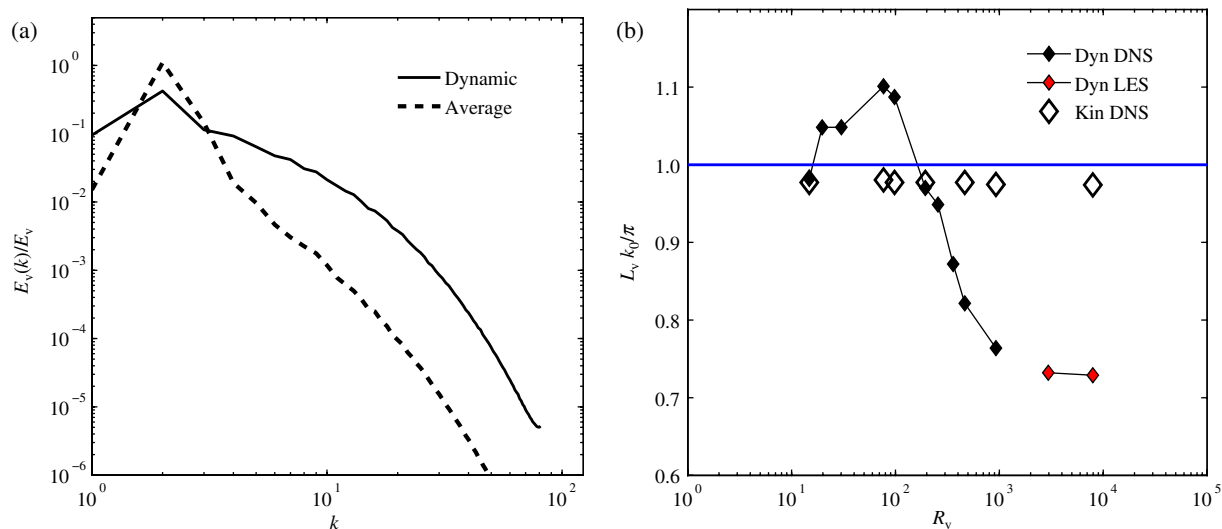 (a)
10^0
10^-1
10^-2
10^-3
10^-4
10^-5
10^-6
E_v(k)/E_v
Dynamic
Average
10^0
10^1
10^2
k
(b)
1.1
1.0
0.9
0.8
0.7
0.6
L_v k_0/π
Dyn DNS
Dyn LES
Kin DNS
10^0
10^1
10^2
10^3
10^4
10^5
R_v